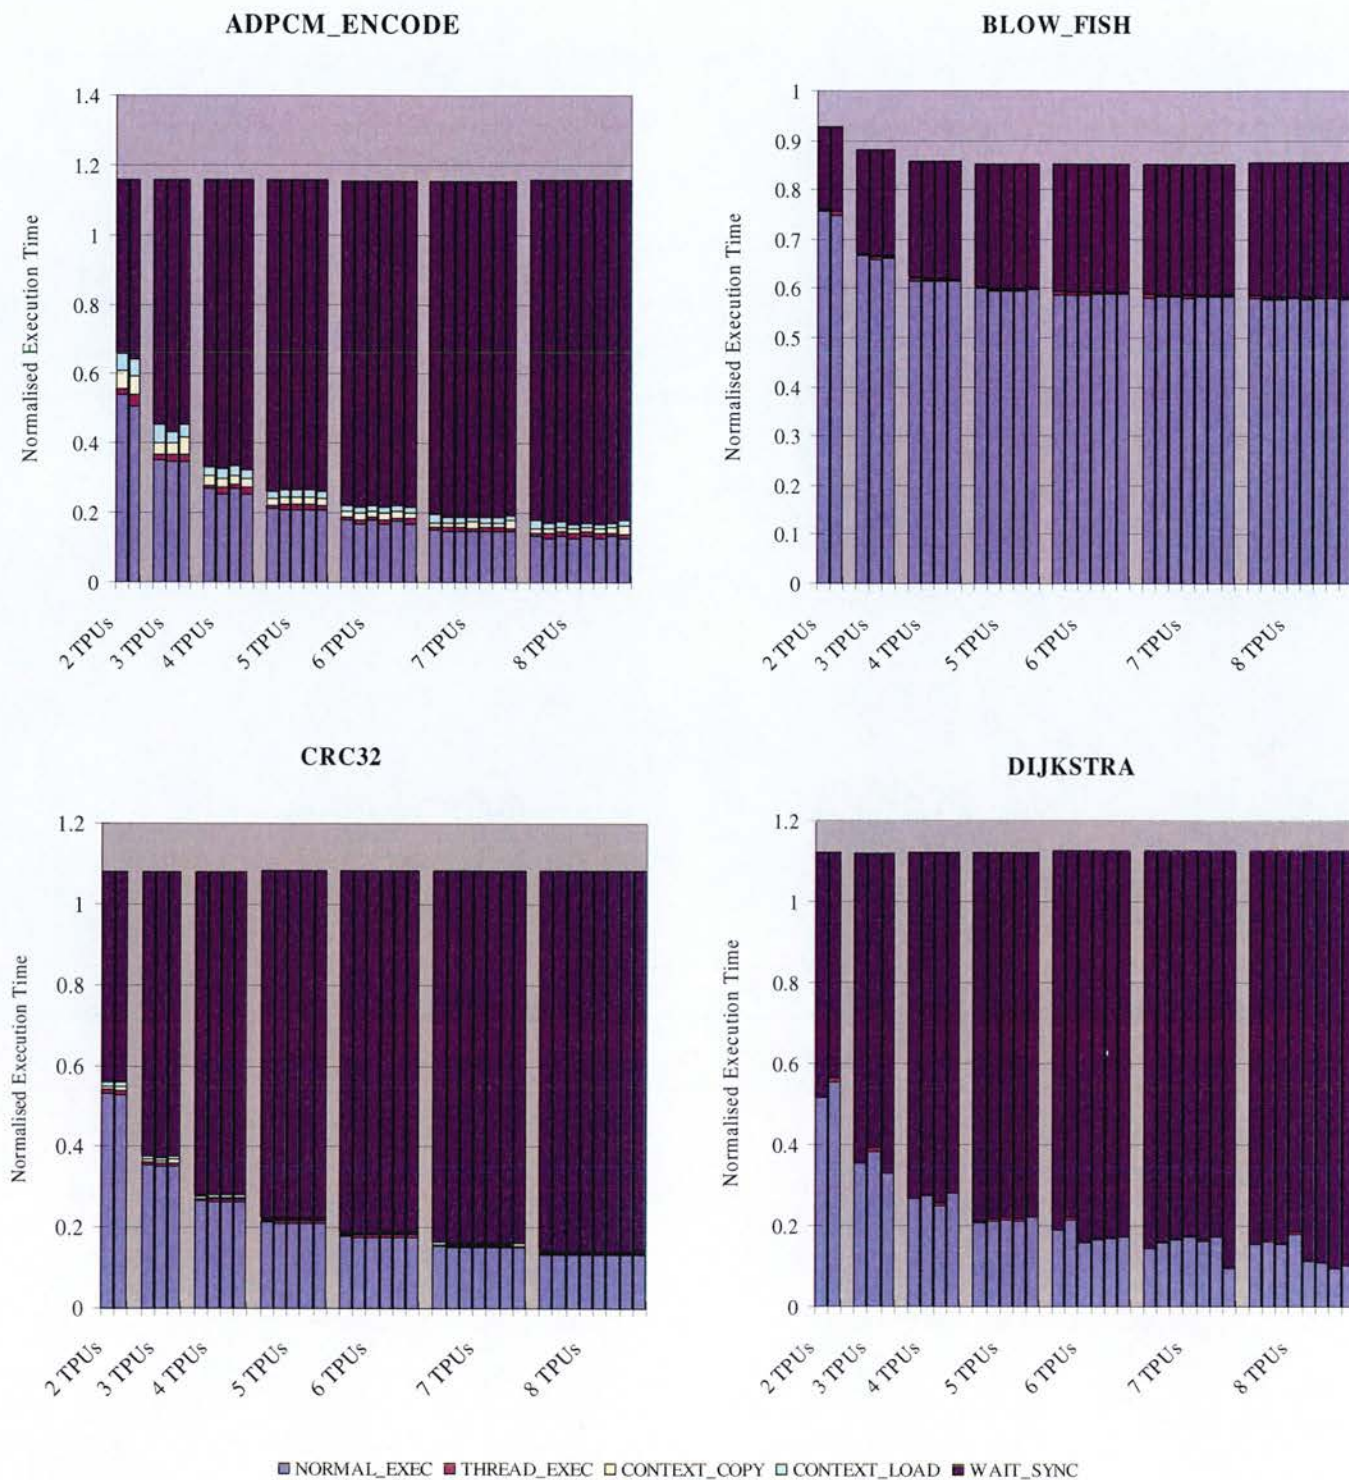 ADPCM_ENCODE
Normalised Execution Time
1.4
1.2
1
0.8
0.6
0.4
0.2
0
2 TPUs
3 TPUs
4 TPUs
5 TPUs
6 TPUs
7 TPUs
8 TPUs
BLOW_FISH
Normalised Execution Time
1
0.9
0.8
0.7
0.6
0.5
0.4
0.3
0.2
0.1
0
2 TPUs
3 TPUs
4 TPUs
5 TPUs
6 TPUs
7 TPUs
8 TPUs
CRC32
Normalised Execution Time
1.2
1
0.8
0.6
0.4
0.2
0
2 TPUs
3 TPUs
4 TPUs
5 TPUs
6 TPUs
7 TPUs
8 TPUs
DIJKSTRA
Normalised Execution Time
1.2
1
0.8
0.6
0.4
0.2
0
2 TPUs
3 TPUs
4 TPUs
5 TPUs
6 TPUs
7 TPUs
8 TPUs
NORMAL_EXEC THREAD_EXEC CONTEXT_COPY CONTEXT_LOAD WAIT_SYNC